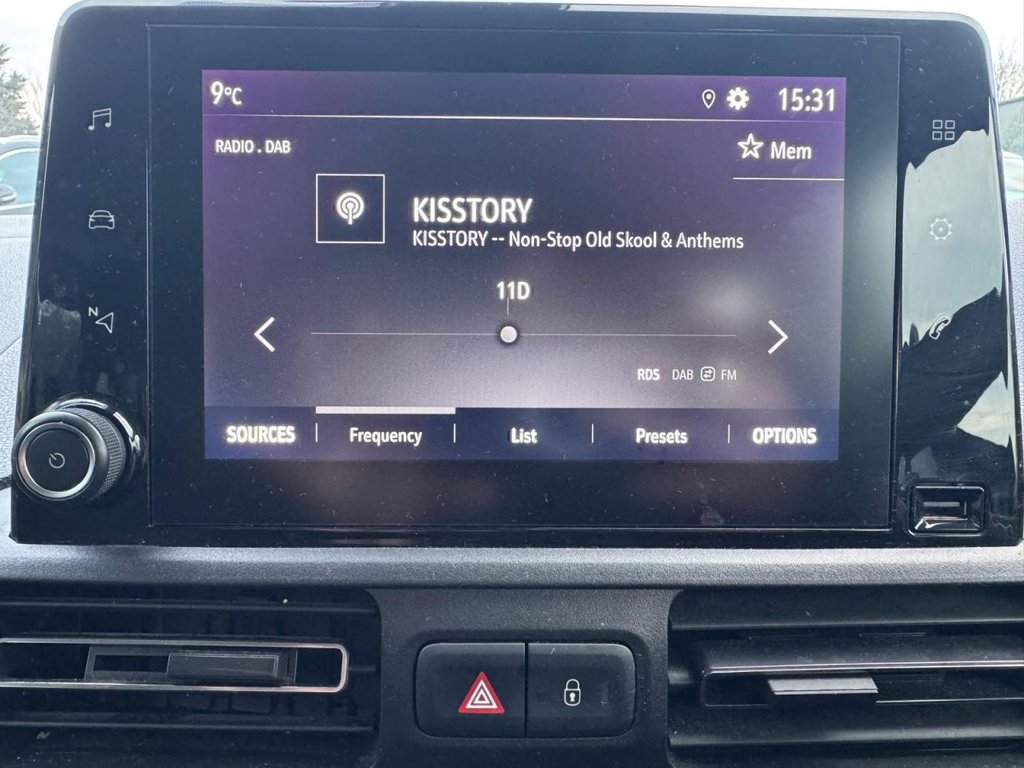 9°C
15:31
RADIO . DAB
Mem
KISSTORY
KISSTORY -- Non-Stop Old Skool & Anthems
11D
RDS DAB FM
SOURCES Frequency List Presets OPTIONS
N